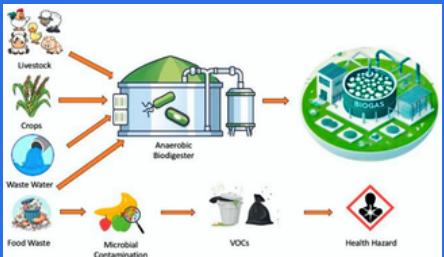 Livestock
Crops
Anaerobic
Biodigester
BIOGAS
Waste Water
Food Waste
Microbial
Contamination
VOCs
Health Hazard